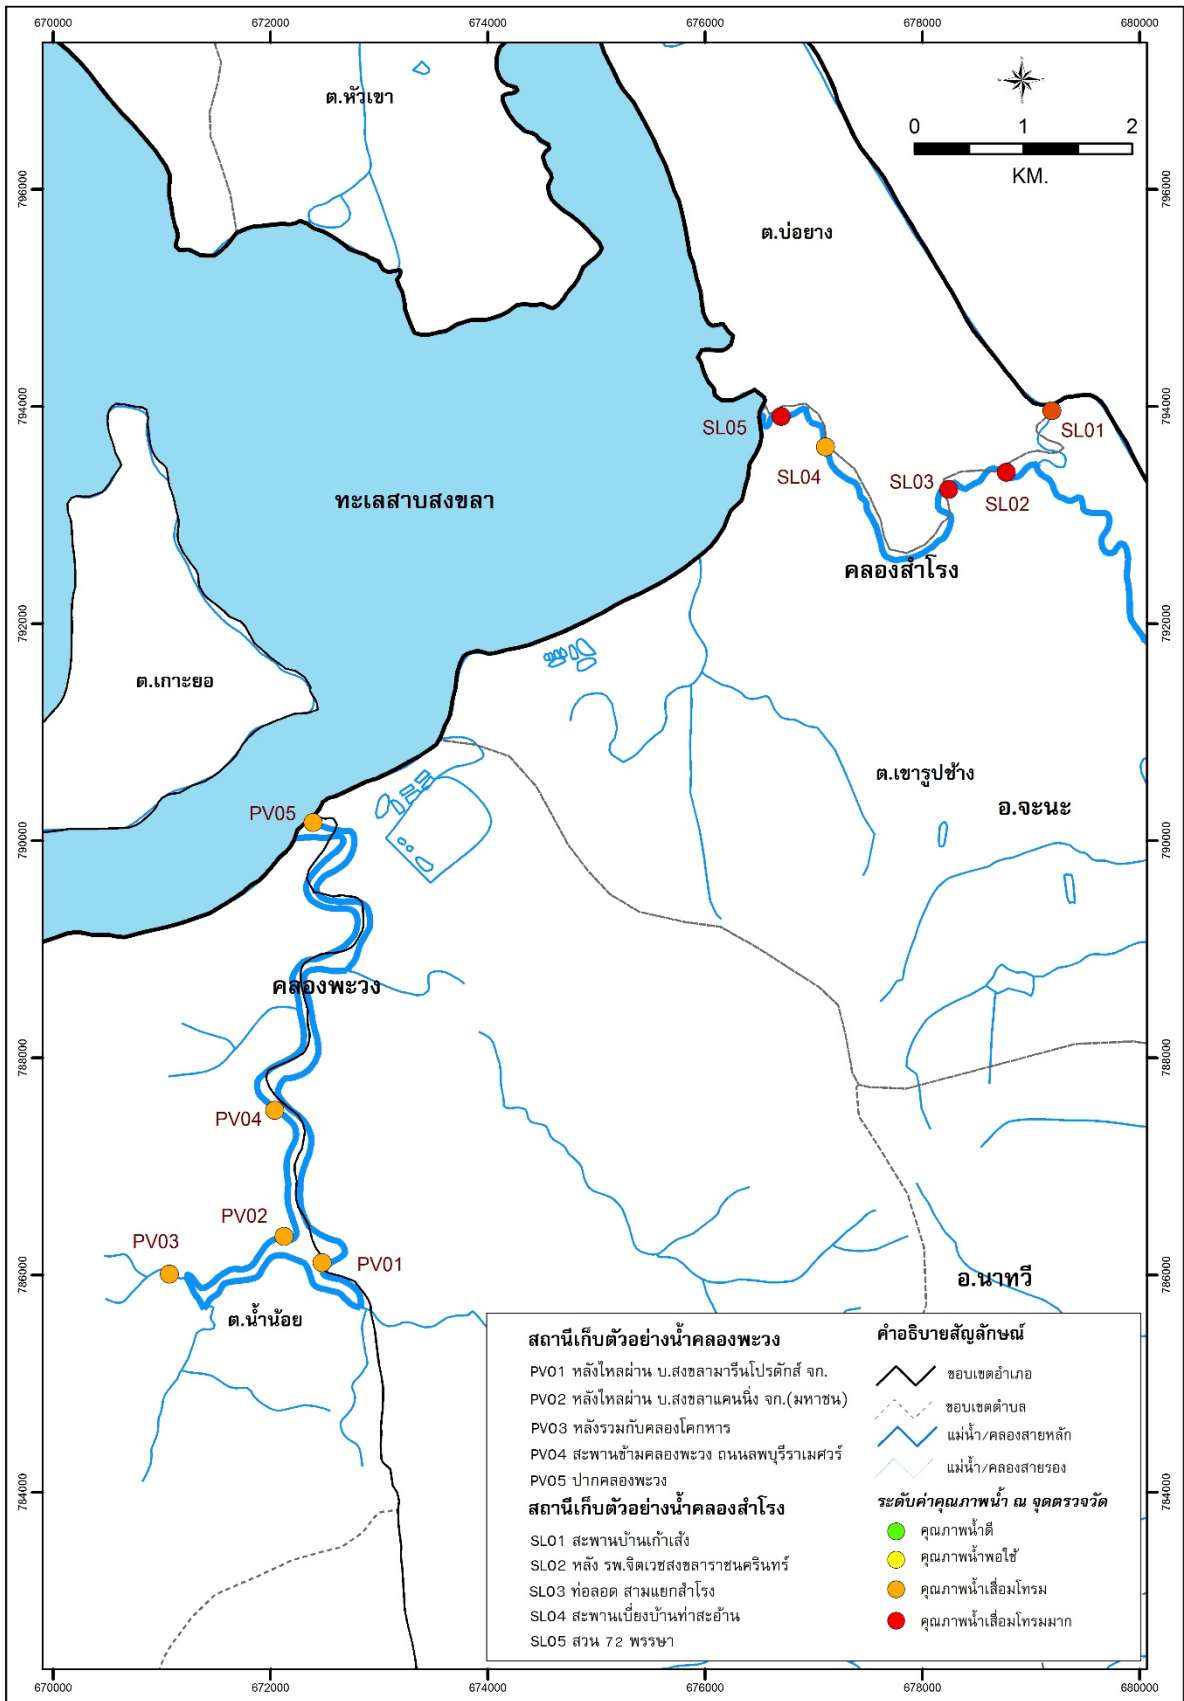 670000 672000 674000 676000 678000 680000
ต.หัวเขา
0 1 2
KM.
796000 796000
ต.บ่อยาง
794000 794000
SL05
SL01
SL04
SL03
SL02
ทะเลสาบสงขลา
คลองสำโรง
792000 792000
ต.เกาะยอ
ต.เขารูปช้าง
อ.จะนะ
PV05
790000 790000
คลองพะวง
788000 788000
PV04
PV02
PV03
PV01
786000 786000
อ.นาทวี
ต.น้ำน้อย
สถานีเก็บตัวอย่างน้ำคลองพะวง
PV01 หลังไหลผ่าน บ.สงขลามารีนโปรดักส์ จก.
PV02 หลังไหลผ่าน บ.สงขลาแคนนิ่ง จก.(มหาชน)
PV03 หลังรวมกับคลองโคกหาร
PV04 สะพานข้ามคลองพะวง ถนนลพบุรีราเมศวร์
PV05 ปากคลองพะวง
สถานีเก็บตัวอย่างน้ำคลองสำโรง
SL01 สะพานบ้านเก้าเส้ง
SL02 หลัง รพ.จิตเวชสงขลาราชนครินทร์
SL03 ท่อลอด สามแยกสำโรง
SL04 สะพานเบี่ยงบ้านท่าสะอ้าน
SL05 สวน 72 พรรษา
คำอธิบายสัญลักษณ์
ขอบเขตอำเภอ
ขอบเขตตำบล
แม่น้ำ/คลองสายหลัก
แม่น้ำ/คลองสายรอง
ระดับค่าคุณภาพน้ำ ณ จุดตรวจวัด
คุณภาพน้ำดี
คุณภาพน้ำพอใช้
คุณภาพน้ำเสื่อมโทรม
คุณภาพน้ำเสื่อมโทรมมาก
784000 784000
670000 672000 674000 676000 678000 680000